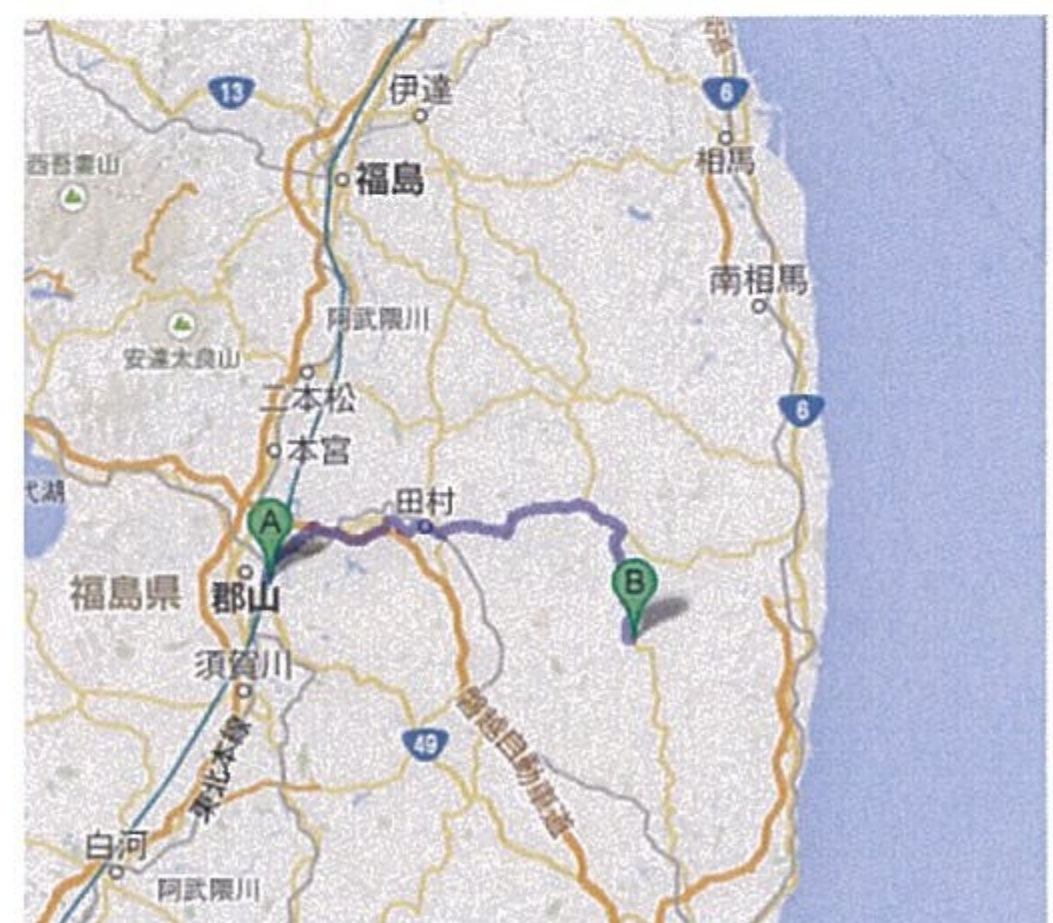 13
伊達
6
相馬
西吾妻山
福島
南相馬
阿武隈川
安達太良山
二本松
6
本宮
田村
A
B
福島県
郡山
須賀川
49
磐越自動車道
東北本線
白河
阿武隈川